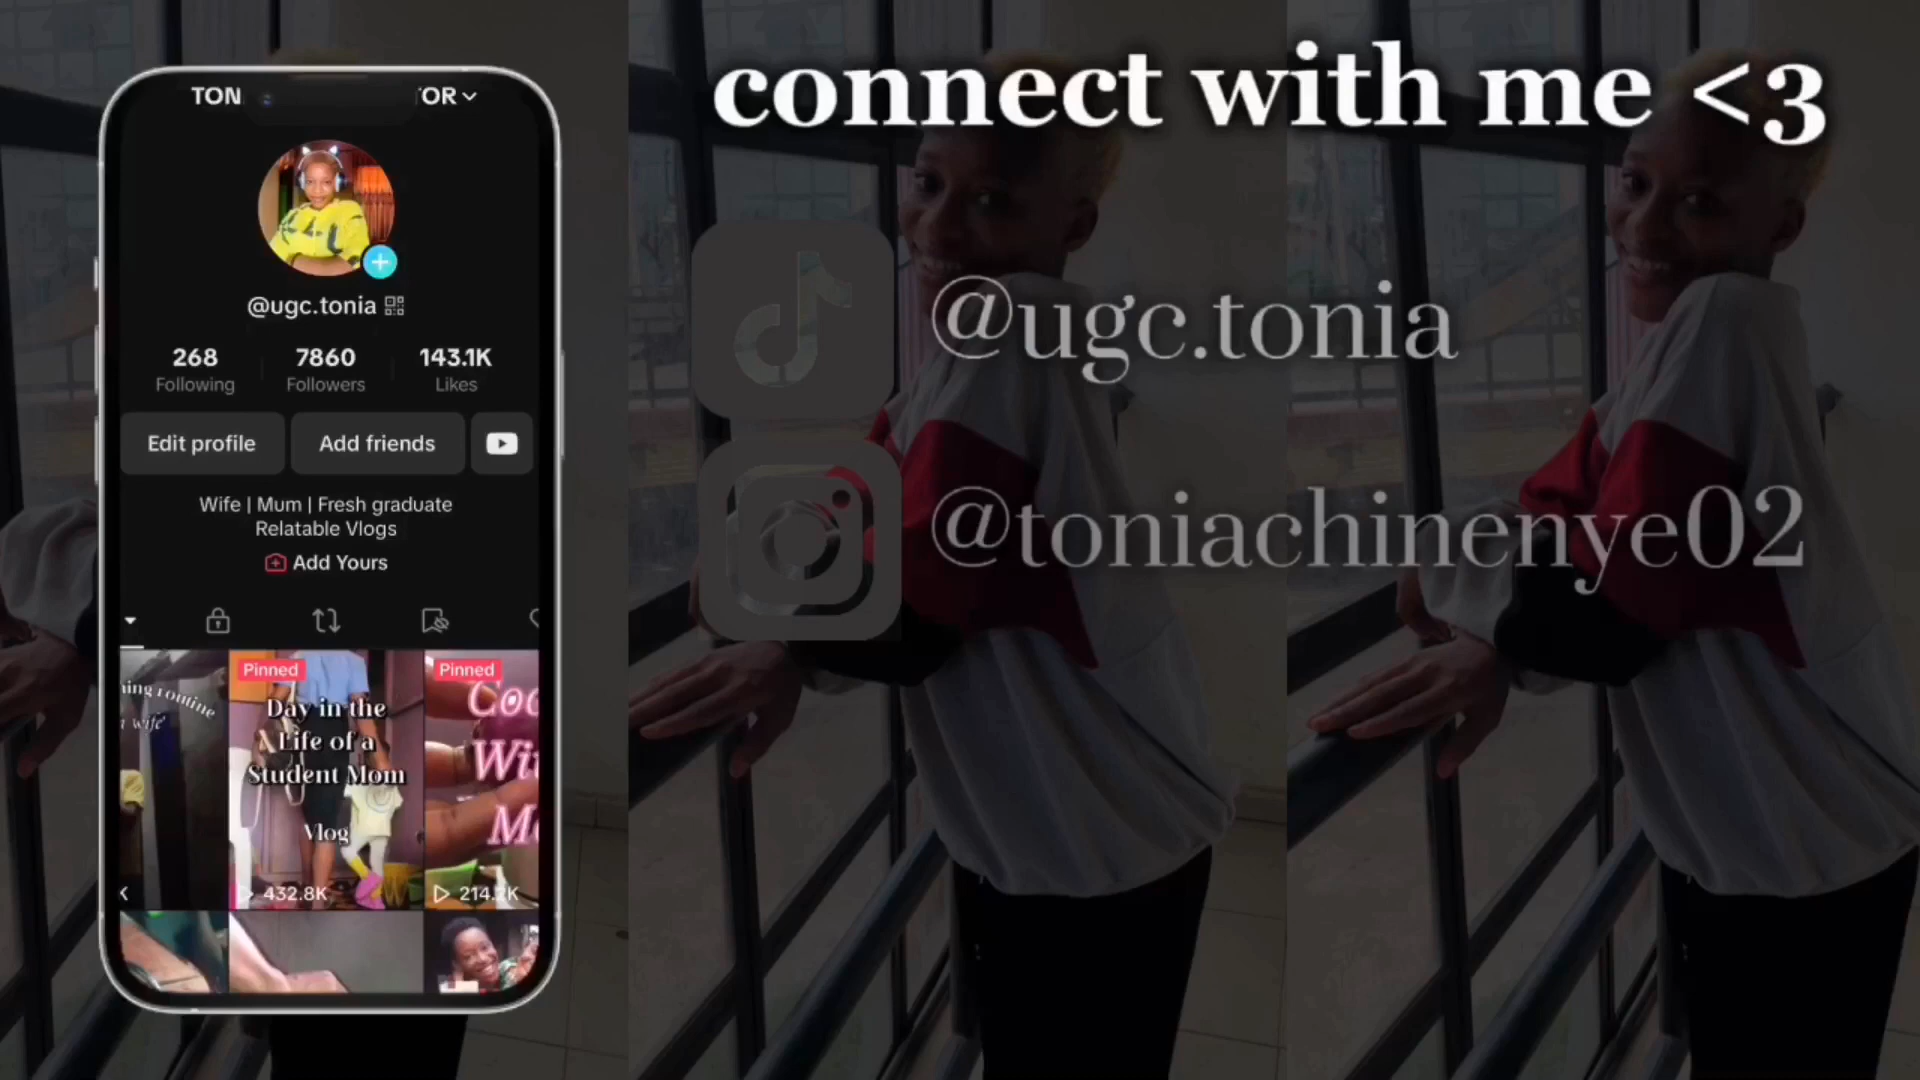 connect with me <3
@ugc.tonia
@toniachinenye02
TON OR
@ugc.tonia
268 7860 143.1K
Following Followers Likes
Edit profile Add friends
Wife | Mum | Fresh graduate
Relatable Vlogs
Add Yours
routine
wife'
Pinned
Day in the
Life of a
Student Mom
Vlog
432.8K
Pinned